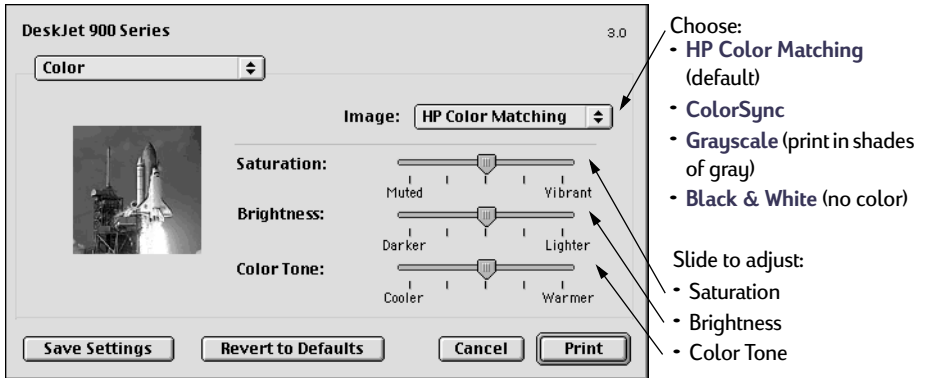 DeskJet 900 Series
3.0
Color
Image: HP Color Matching
Saturation:
Muted Vibrant
Brightness:
Darker Lighter
Color Tone:
Cooler Warmer
Save Settings Revert to Defaults Cancel Print
Choose:
• HP Color Matching
(default)
• ColorSync
• Grayscale (print in shades
of gray)
• Black & White (no color)
Slide to adjust:
• Saturation
• Brightness
• Color Tone